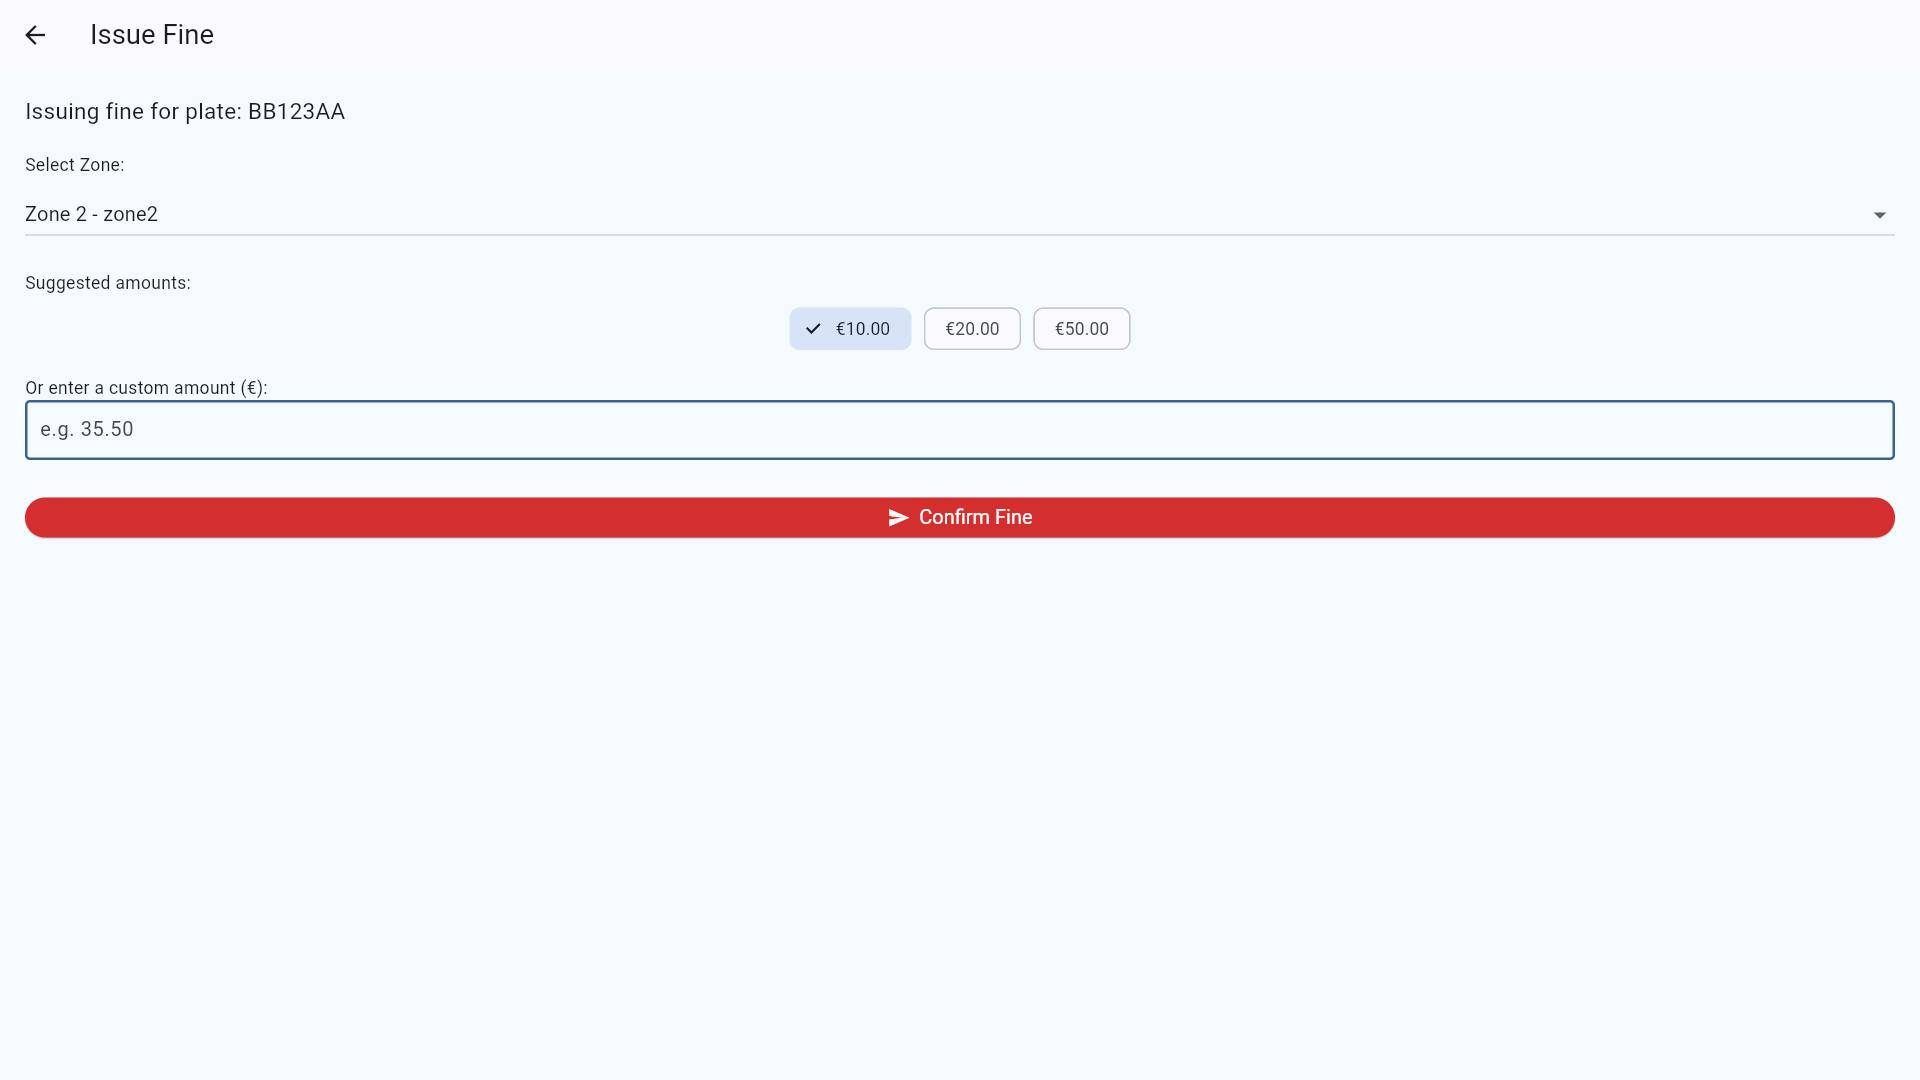 Issue Fine
Issuing fine for plate: BB123AA
Select Zone:
Zone 2 - zone2
Suggested amounts:
€10.00 €20.00 €50.00
Or enter a custom amount (€):
e.g. 35.50
Confirm Fine